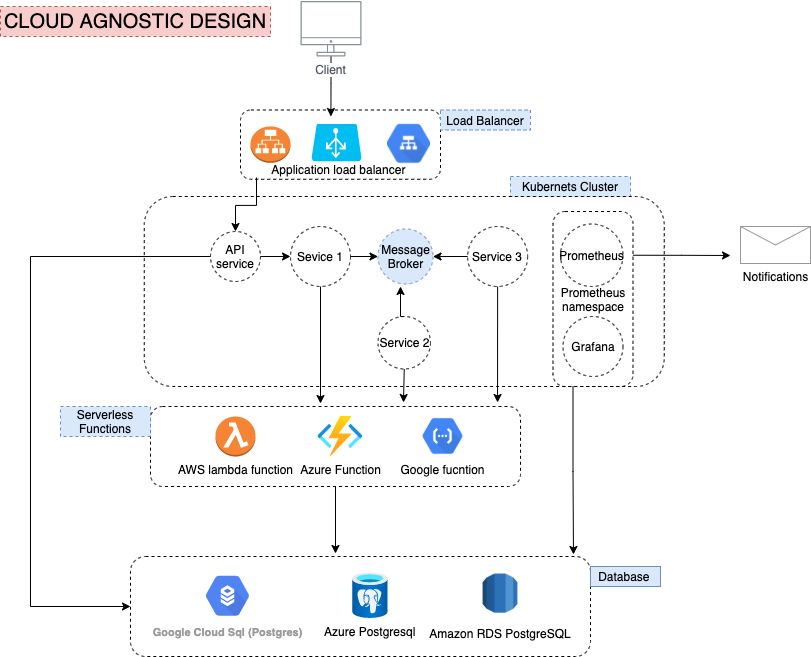 CLOUD AGNOSTIC DESIGN
Client
Load Balancer
Application load balancer
Kubernets Cluster
API
service
Sevice 1
Message
Broker
Service 3
Prometheus
Notifications
Prometheus
namespace
Service 2
Grafana
Serverless
Functions
AWS lambda function
Azure Function
Google fucntion
Database
Google Cloud Sql (Postgres)
Azure Postgresql
Amazon RDS PostgreSQL